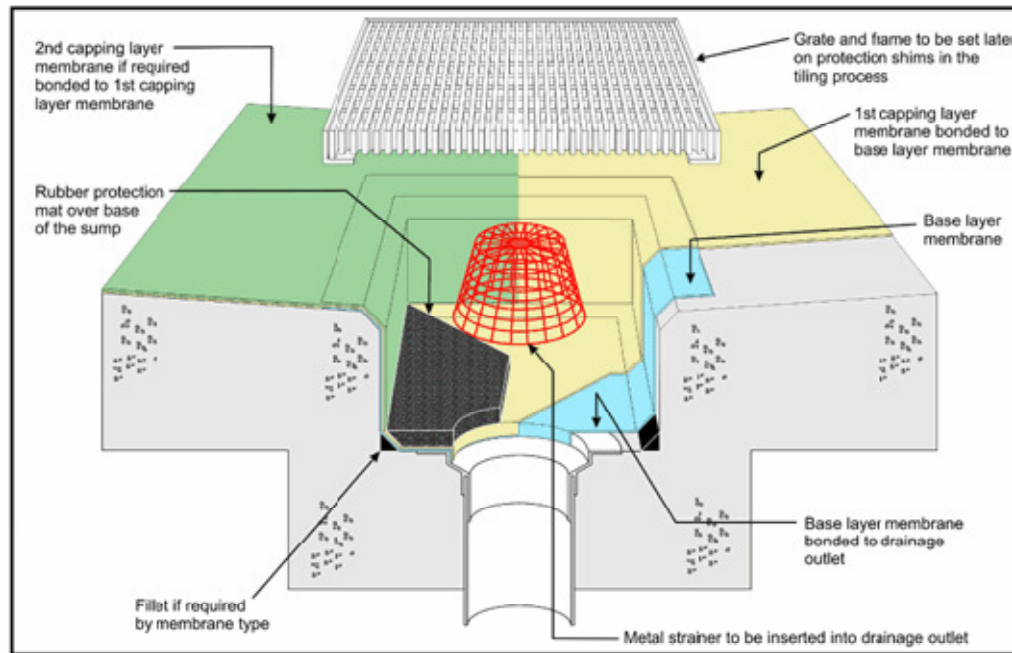 2nd capping layer
membrane if required
bonded to 1st capping
layer membrane
Grate and frame to be set later
on protection shims in the
tiling process
1st capping layer
membrane bonded to
base layer membrane
Rubber protection
mat over base
of the sump
Base layer
membrane
Base layer membrane
bonded to drainage
outlet
Fillet if required
by membrane type
Metal strainer to be inserted into drainage outlet